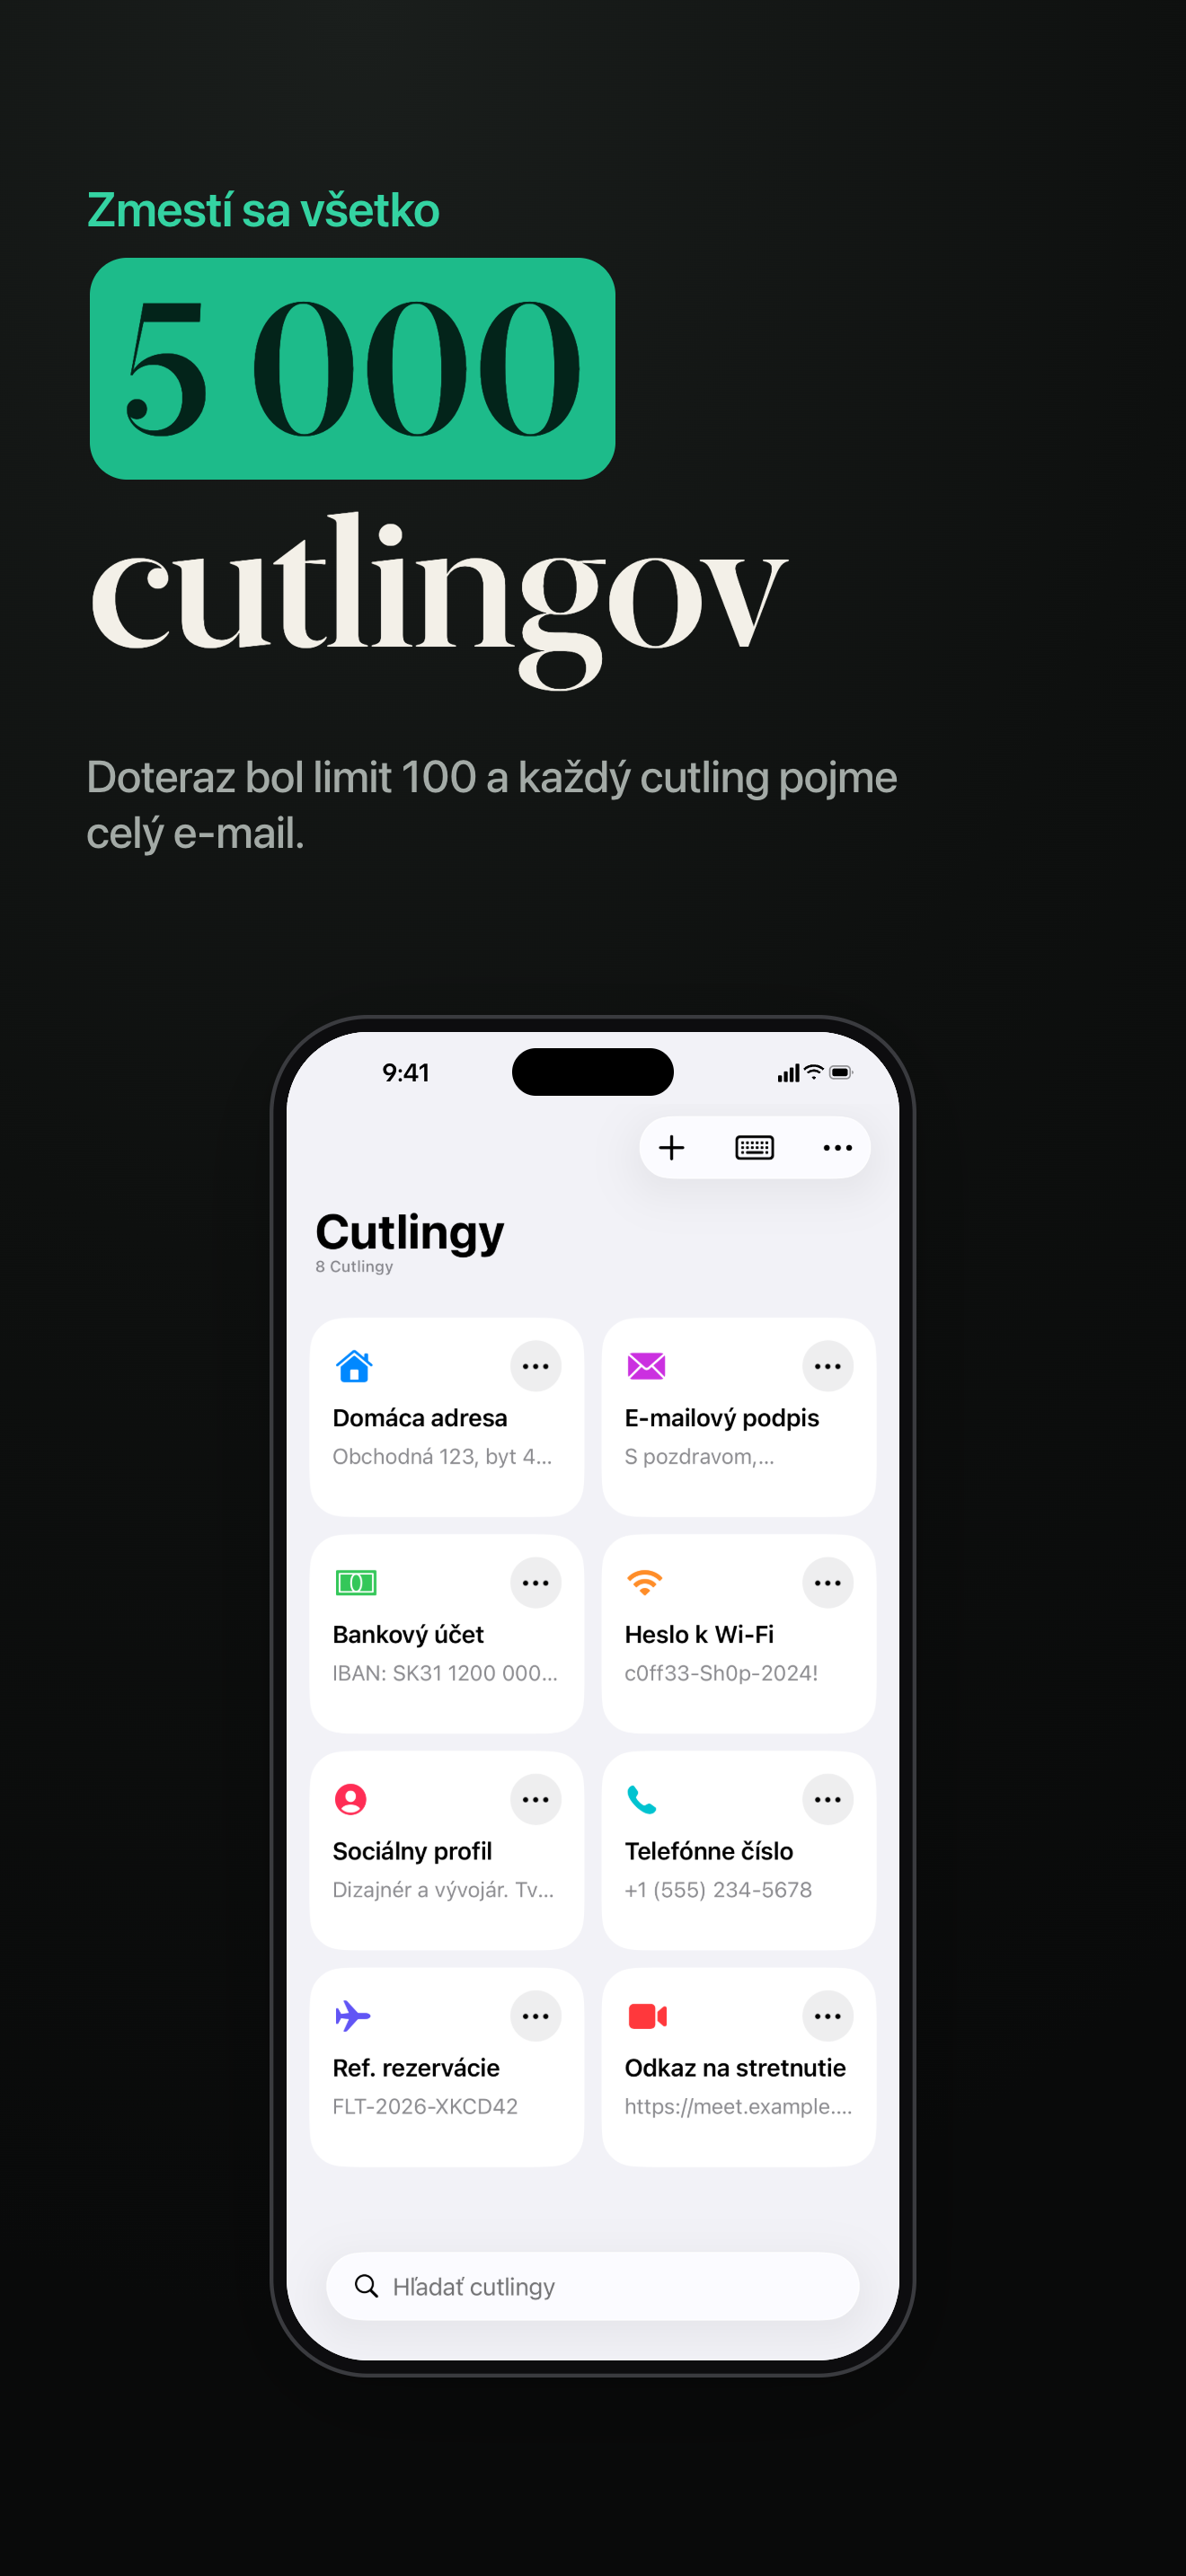 Zmestí sa všetko
5 000
cutlingov
Doteraz bol limit 100 a každý cutling pojme
celý e-mail.
9:41
Cutlingy
8 Cutlingy
Domáca adresa
Obchodná 123, byt 4...
E-mailový podpis
S pozdravom,...
Bankový účet
IBAN: SK31 1200 000...
Heslo k Wi-Fi
c0ff33-Sh0p-2024!
Sociálny profil
Dizajnér a vývojár. Tv...
Telefónne číslo
+1 (555) 234-5678
Ref. rezervácie
FLT-2026-XKCD42
Odkaz na stretnutie
https://meet.example....
Hľadať cutlingy